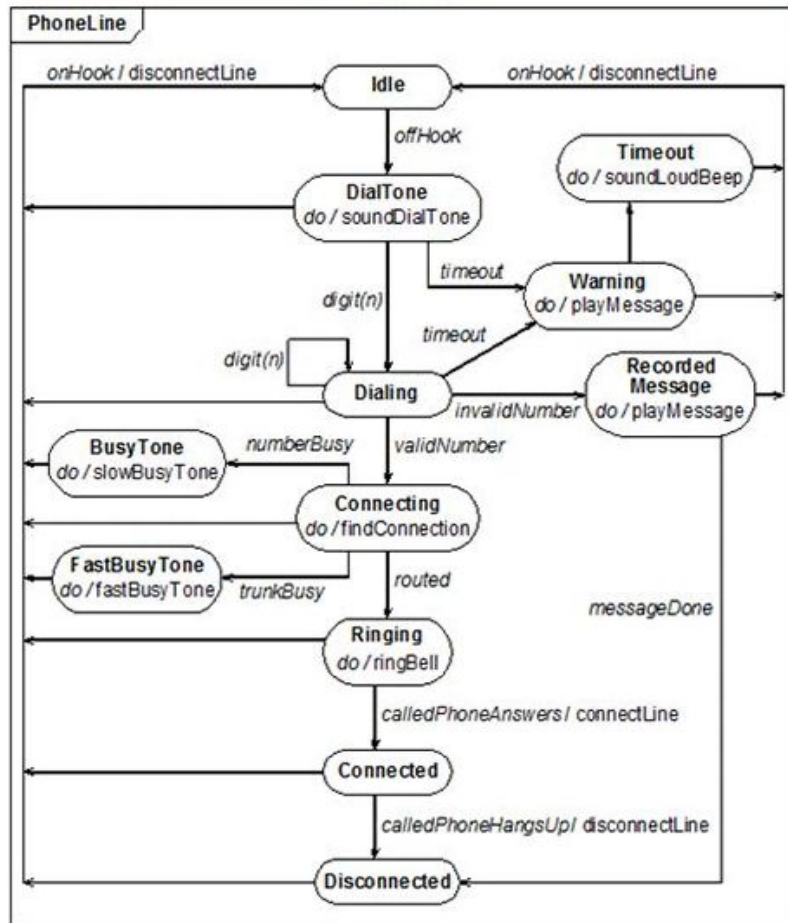 PhoneLine
onHook / disconnectLine
onHook / disconnectLine
Idle
offHook
Timeout
do / soundLoudBeep
DialTone
do / soundDialTone
timeout
Warning
do / playMessage
digit(n)
timeout
digit(n)
Dialing
Recorded
Message
do / playMessage
invalidNumber
BusyTone
do / slowBusyTone
numberBusy
validNumber
Connecting
do / findConnection
FastBusyTone
do / fastBusyTone
trunkBusy
routed
messageDone
Ringing
do / ringBell
calledPhoneAnswers / connectLine
Connected
calledPhoneHangsUp / disconnectLine
Disconnected